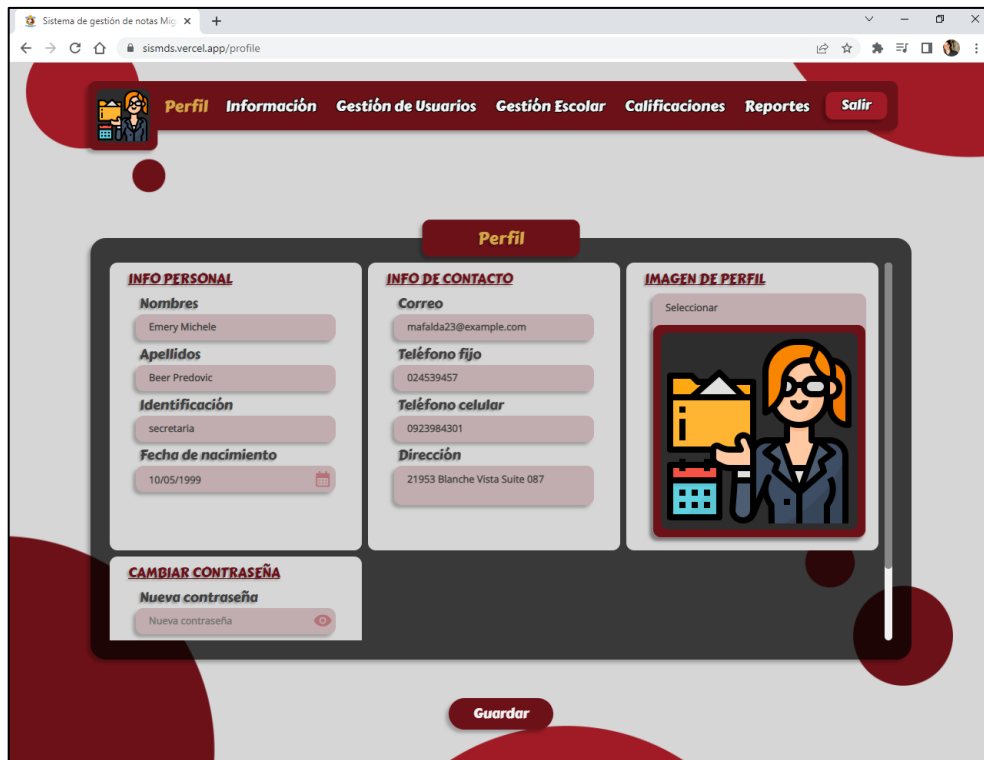 Sistema de gestión de notas Mig
sismds.vercel.app/profile
Perfil Información Gestión de Usuarios Gestión Escolar Calificaciones Reportes Salir
Perfil
INFO PERSONAL
Nombres
Emery Michele
Apellidos
Beer Predovic
Identificación
secretaria
Fecha de nacimiento
10/05/1999
INFO DE CONTACTO
Correo
mafalda23@example.com
Teléfono fijo
024539457
Teléfono celular
0923984301
Dirección
21953 Blanche Vista Suite 087
IMAGEN DE PERFIL
Seleccionar
CAMBIAR CONTRASEÑA
Nueva contraseña
Nueva contraseña
Guardar